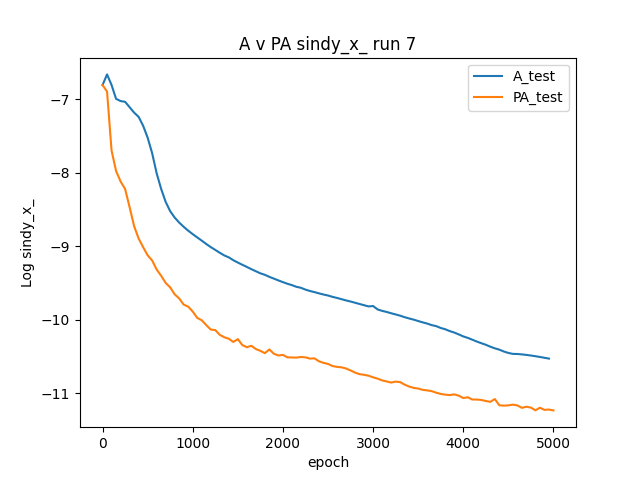 A v PA sindy_x_ run 7
A_test
PA_test
Log sindy_x_
−7
−8
−9
−10
−11
0
1000
2000
3000
4000
5000
epoch